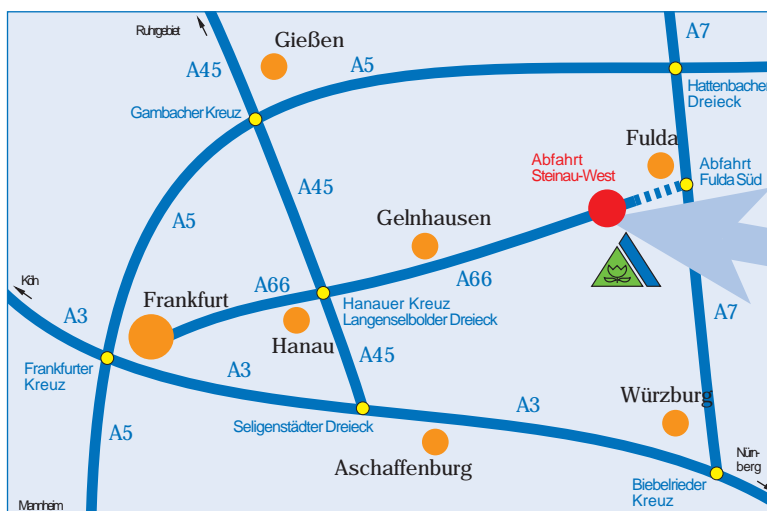 Ruhrgebiet
A45
Gießen
A5
A7
Hattenbacher
Dreieck
Gambacher Kreuz
Fulda
Abfahrt
Steinau-West
Abfahrt
Fulda Süd
A45
A5
Gelnhausen
A66
Köln
A66
Frankfurt
Hanauer Kreuz
Langenselbolder Dreieck
A3
Hanau
A7
A45
Frankfurter
Kreuz
A3
Würzburg
A3
A5
Seligenstädter Dreieck
Aschaffenburg
Nürn-
berg
Biebelrieder
Kreuz
Mannheim